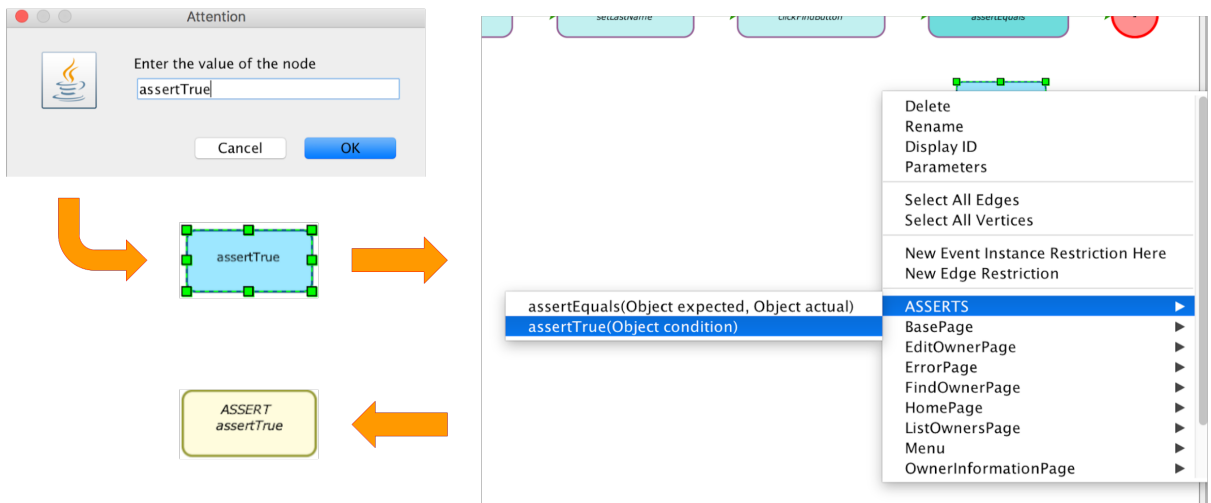 Attention
Enter the value of the node
assertTrue
Cancel
OK
assertTrue
ASSERT
assertTrue
setLastName
clickFindButton
assertEquals
Delete
Rename
Display ID
Parameters
Select All Edges
Select All Vertices
New Event Instance Restriction Here
New Edge Restriction
ASSERTS
assertEquals(Object expected, Object actual)
assertTrue(Object condition)
BasePage
EditOwnerPage
ErrorPage
FindOwnerPage
HomePage
ListOwnersPage
Menu
OwnerInformationPage